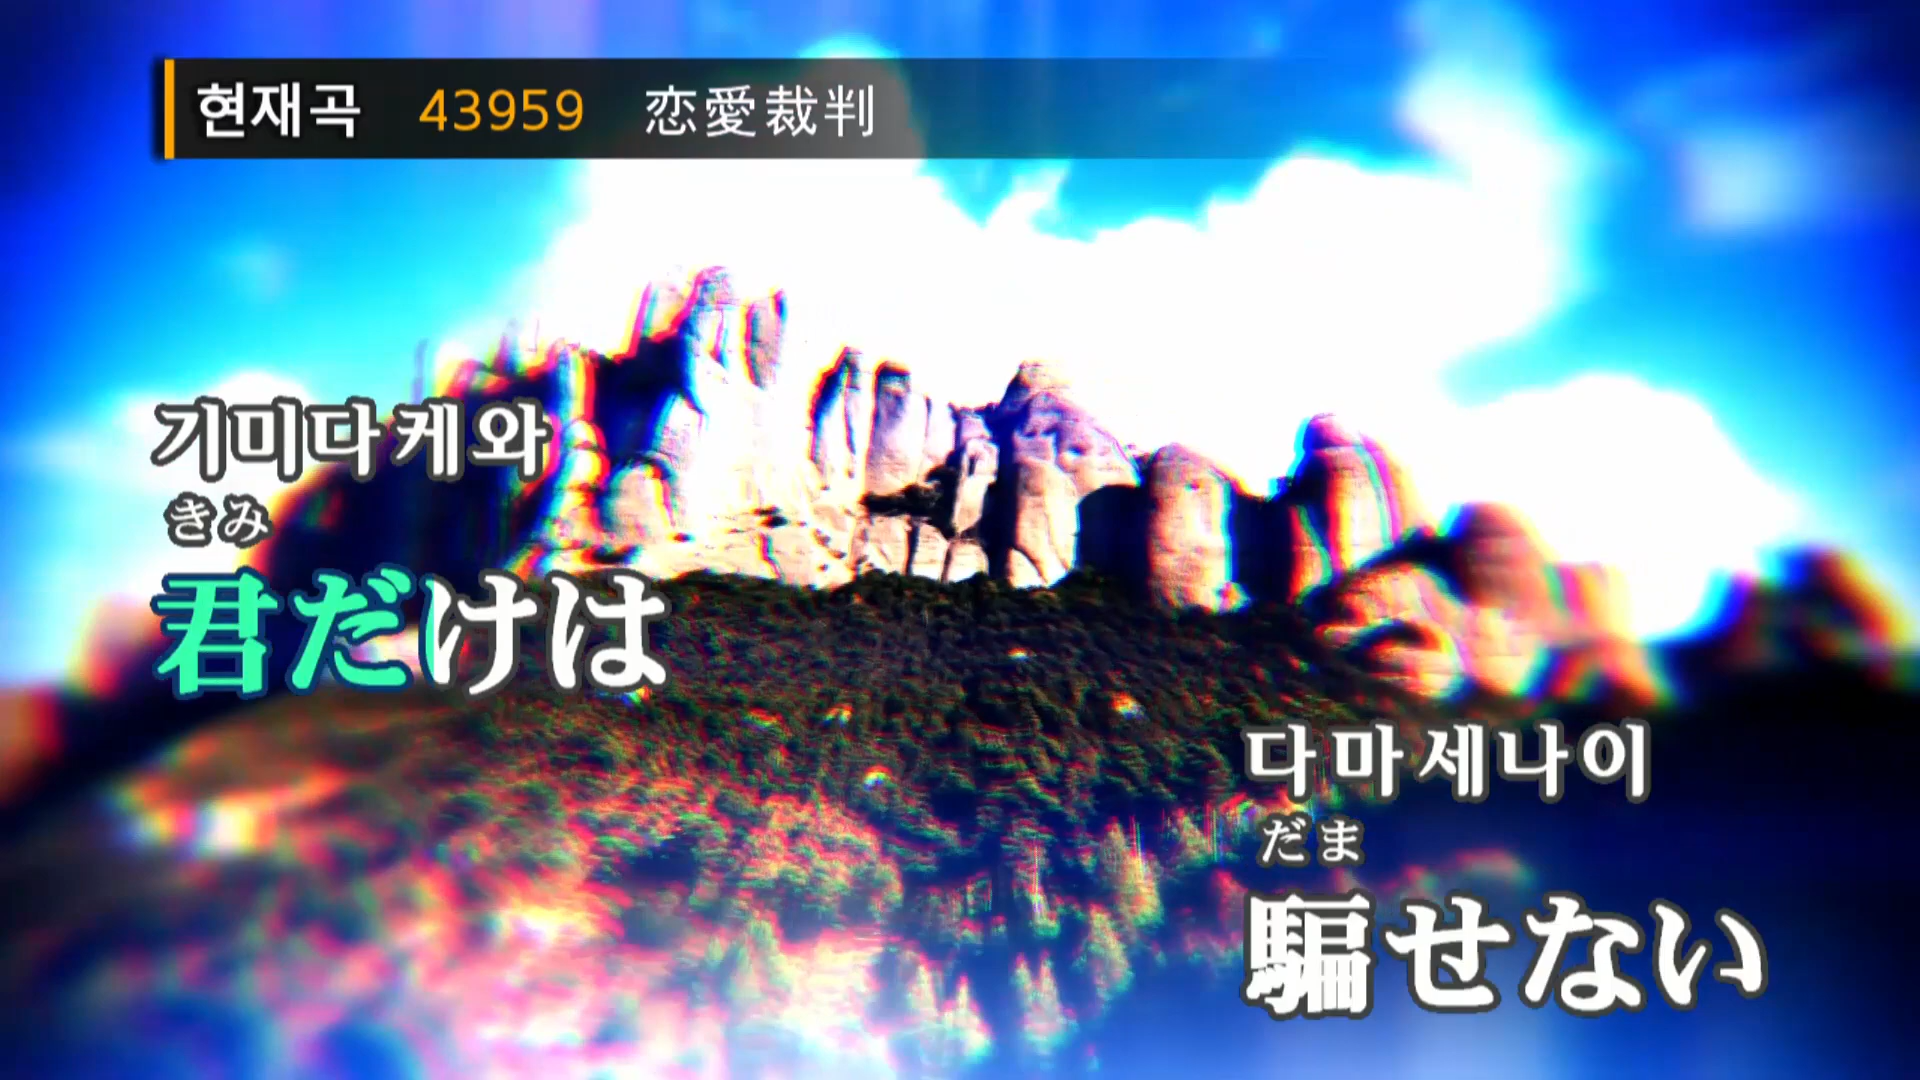 현재곡 43959 恋愛裁判
기미다케와
きみ
君だけは
다마세나이
だま
騙せない